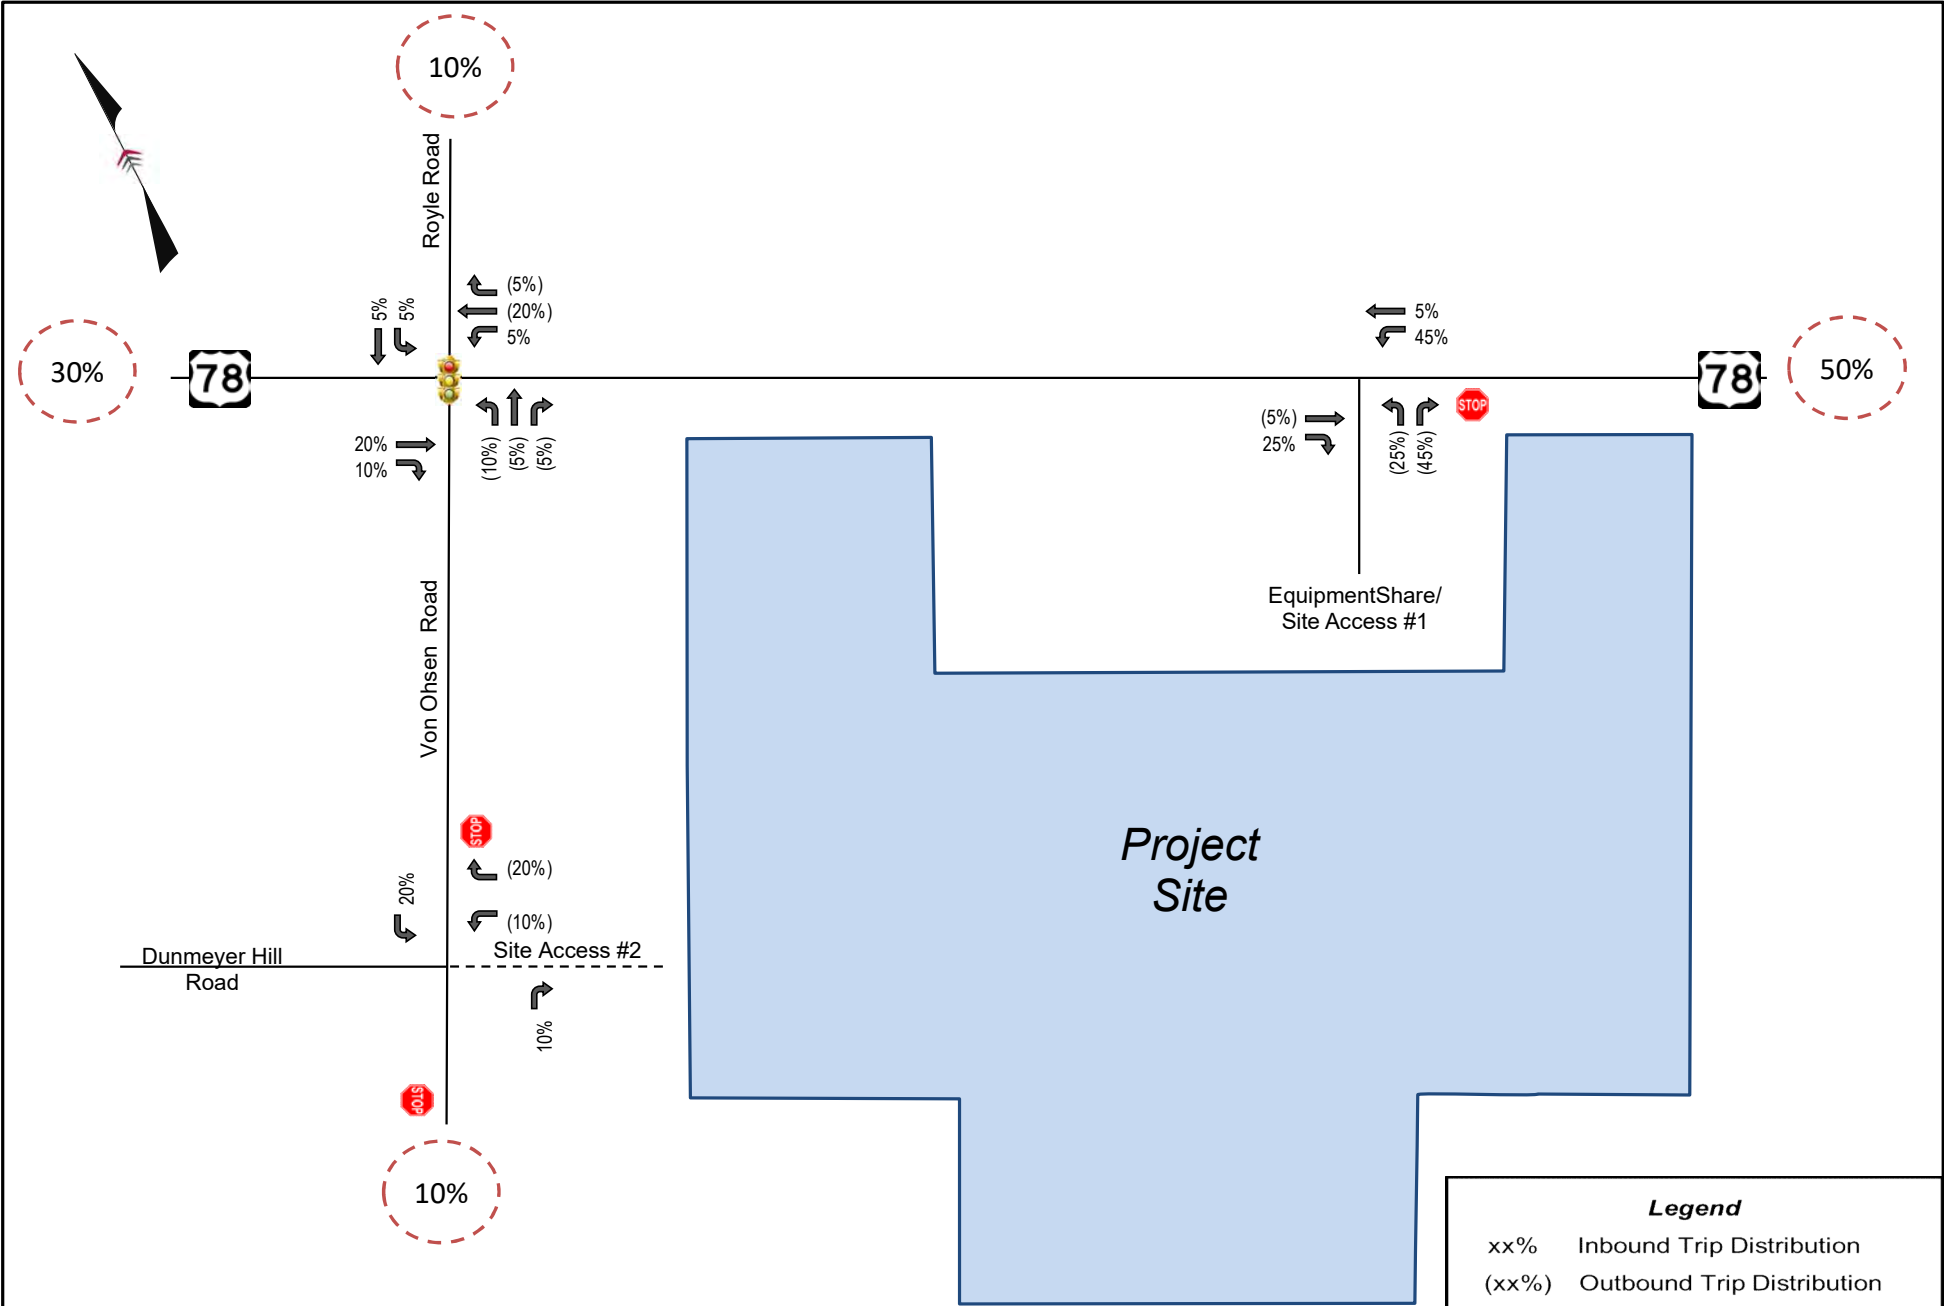 10%
Royle Road
5%
5%
(5%)
(20%)
5%
5%
45%
30%
78
78
50%
STOP
20%
10%
(10%)
(5%)
(5%)
(5%)
25%
(25%)
(45%)
EquipmentShare/
Site Access #1
Von Ohsen Road
Project
Site
STOP
20%
(20%)
(10%)
Dunmeyer Hill
Road
Site Access #2
10%
STOP
10%
Legend
xx% Inbound Trip Distribution
(xx%) Outbound Trip Distribution